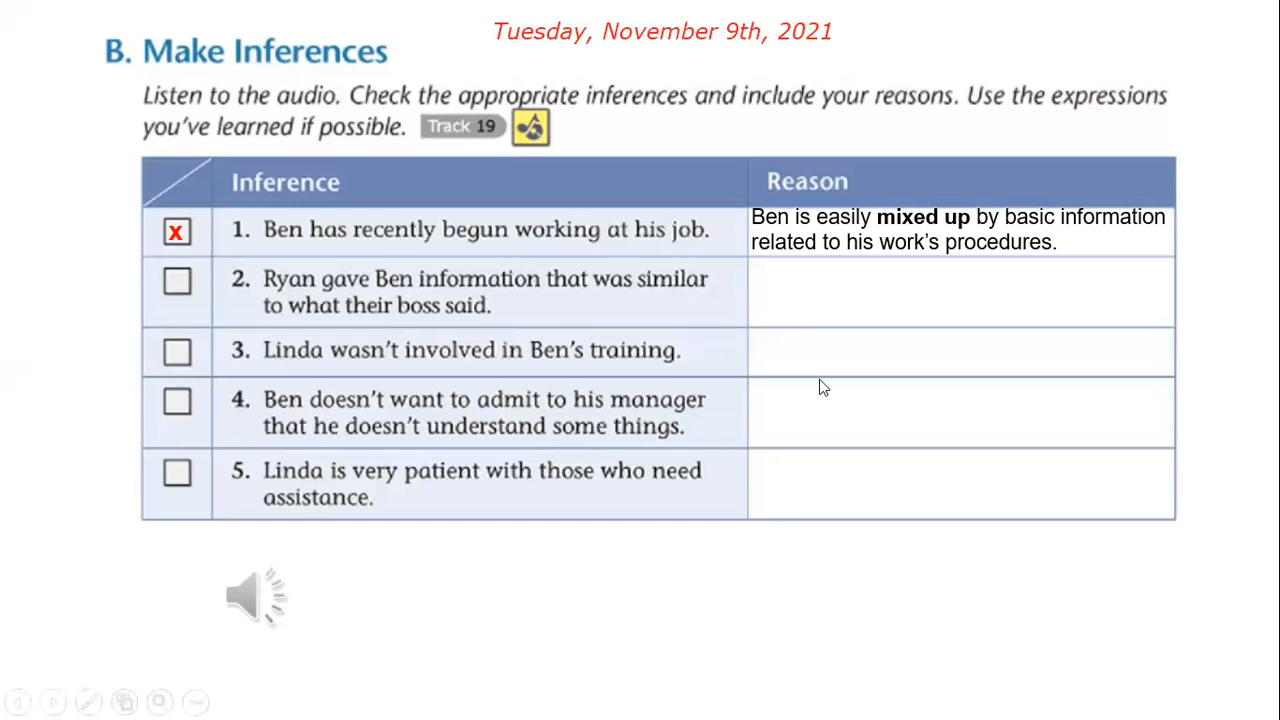 Tuesday, November 9th, 2021
B. Make Inferences
Listen to the audio. Check the appropriate inferences and include your reasons. Use the expressions
you've learned if possible. Track 19
Inference Reason
x 1. Ben has recently begun working at his job. Ben is easily mixed up by basic information
related to his work's procedures.
2. Ryan gave Ben information that was similar
to what their boss said.
3. Linda wasn't involved in Ben's training.
4. Ben doesn't want to admit to his manager
that he doesn't understand some things.
5. Linda is very patient with those who need
assistance.